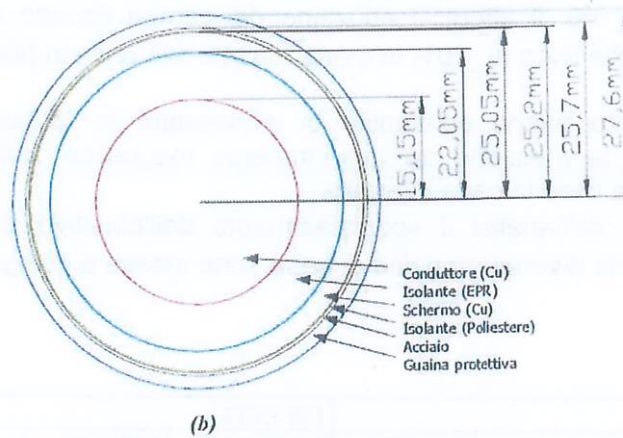 15,15mm
22,05mm
25,05mm
25,2mm
25,7mm
27,6mm
Conduttore (Cu)
Isolante (EPR)
Schermo (Cu)
Isolante (Poliestere)
Acciaio
Guaina protettiva
(b)